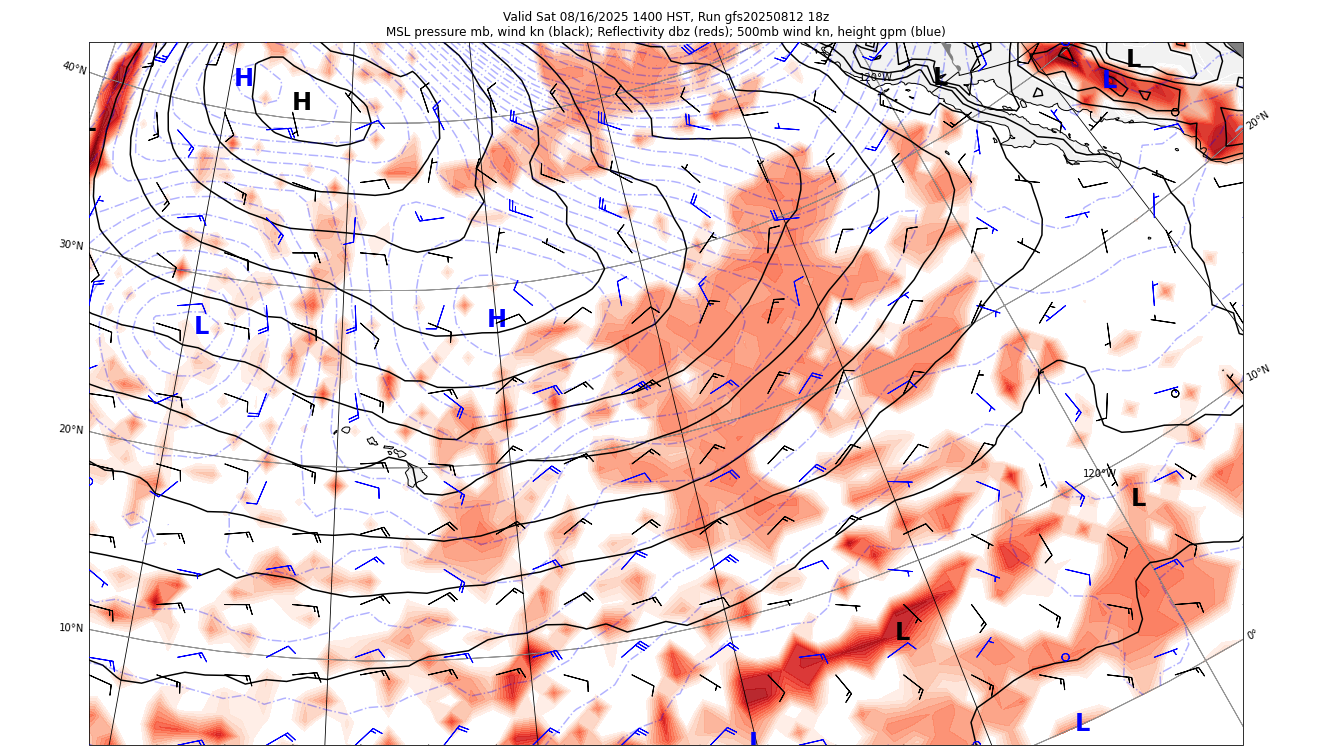 Valid Sat 08/16/2025 1400 HST, Run gfs20250812 18z
MSL pressure mb, wind kn (black); Reflectivity dbz (reds); 500mb wind kn, height gpm (blue)
40°N
H
H
120°W
L
L
L
20°N
30°N
L
H
10°N
20°N
120°W
L
10°N
L
0°
L
L